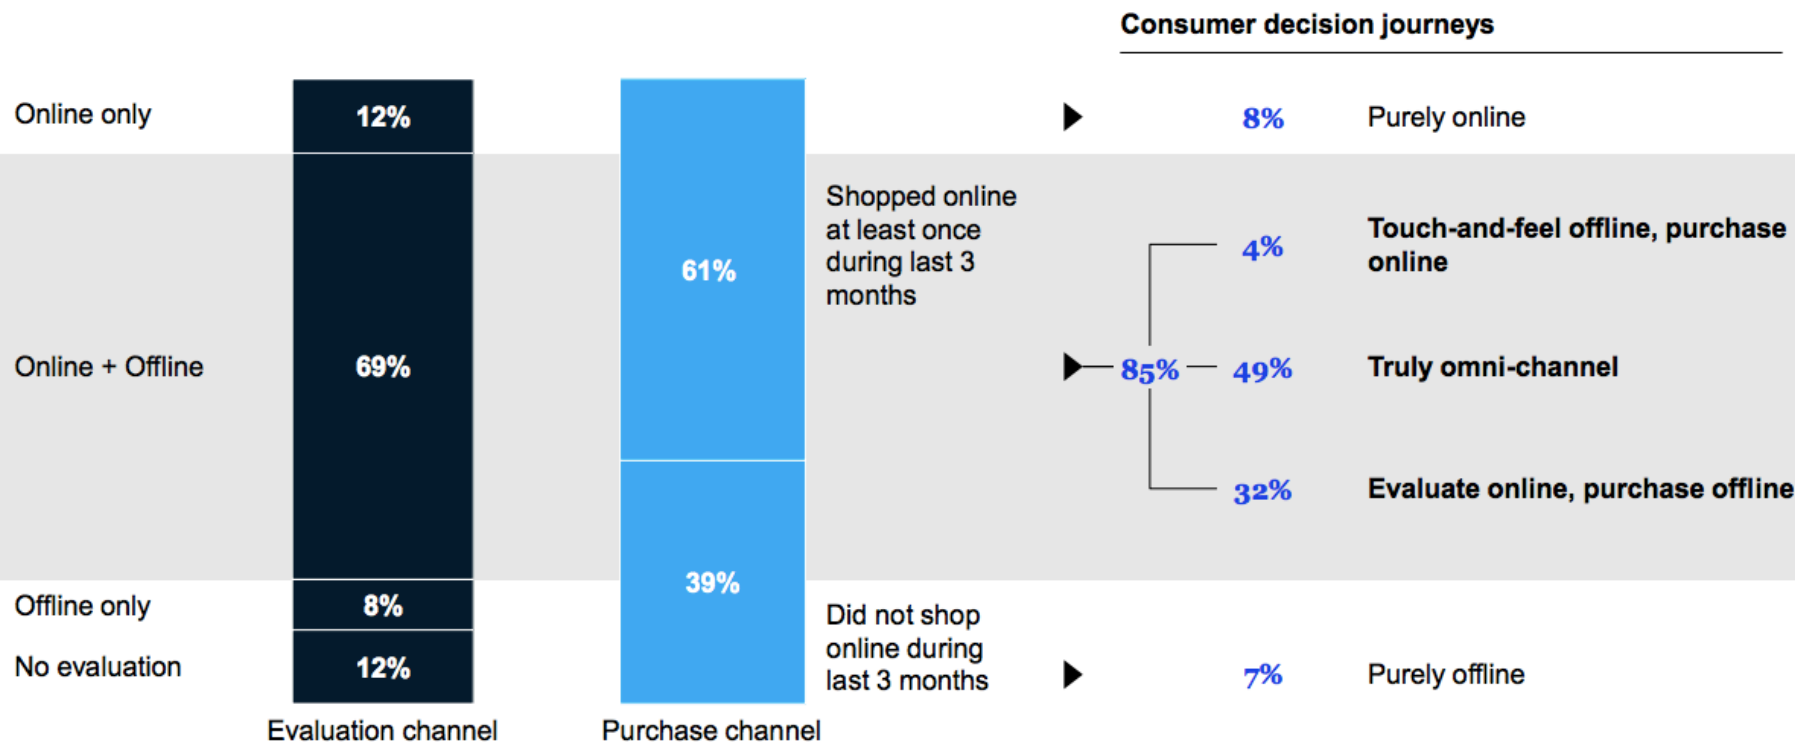 Consumer decision journeys
Online only
12%
8%
Purely online
Shopped online
at least once
during last 3
months
61%
Touch-and-feel offline, purchase
online
4%
Online + Offline
69%
85%
49%
Truly omni-channel
32%
Evaluate online, purchase offline
39%
Offline only
8%
Did not shop
online during
last 3 months
No evaluation
12%
7%
Purely offline
Evaluation channel
Purchase channel